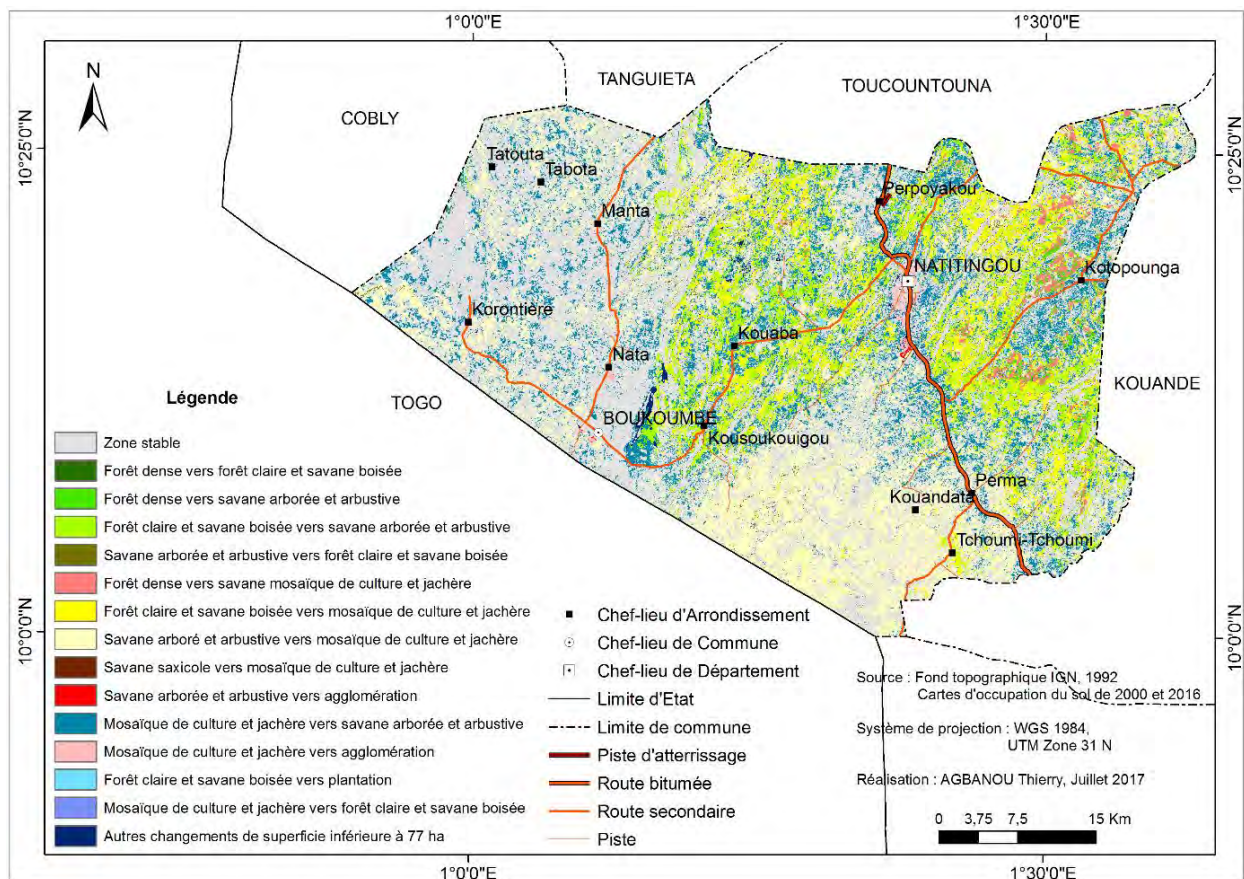 1°0'0"E
1°30'0"E
N
TANGUIETA
TOUCOUNTOUNA
COBLY
10°25'0"N
10°25'0"N
Tatouta
Tabota
Perpoyakou
Manta
NATITINGOU
Kotopounga
Korontière
Kouaba
Nata
KOUANDE
Légende
TOGO
BOUKOUMBE
Kousoukouigou
Zone stable
Forêt dense vers forêt claire et savane boisée
Perma
Kouandata
Forêt dense vers savane arborée et arbustive
Forêt claire et savane boisée vers savane arborée et arbustive
Tchoumi-Tchoumi
Savane arborée et arbustive vers forêt claire et savane boisée
Forêt dense vers savane mosaïque de culture et jachère
Forêt claire et savane boisée vers mosaïque de culture et jachère
Savane arboré et arbustive vers mosaïque de culture et jachère
Savane saxicole vers mosaïque de culture et jachère
Savane arborée et arbustive vers agglomération
Mosaïque de culture et jachère vers savane arborée et arbustive
Mosaïque de culture et jachère vers agglomération
Forêt claire et savane boisée vers plantation
Mosaïque de culture et jachère vers forêt claire et savane boisée
Autres changements de superficie inférieure à 77 ha
Chef-lieu d'Arrondissement
Chef-lieu de Commune
Chef-lieu de Département
Limite d'Etat
Limite de commune
Piste d'atterrissage
Route bitumée
Route secondaire
Piste
10°0'0"N
10°0'0"N
Source : Fond topographique IGN, 1992
Cartes d'occupation du sol de 2000 et 2016
Système de projection : WGS 1984,
UTM Zone 31 N
Réalisation : AGBANOU Thierry, Juillet 2017
0 3,75 7,5 15 Km
1°0'0"E
1°30'0"E